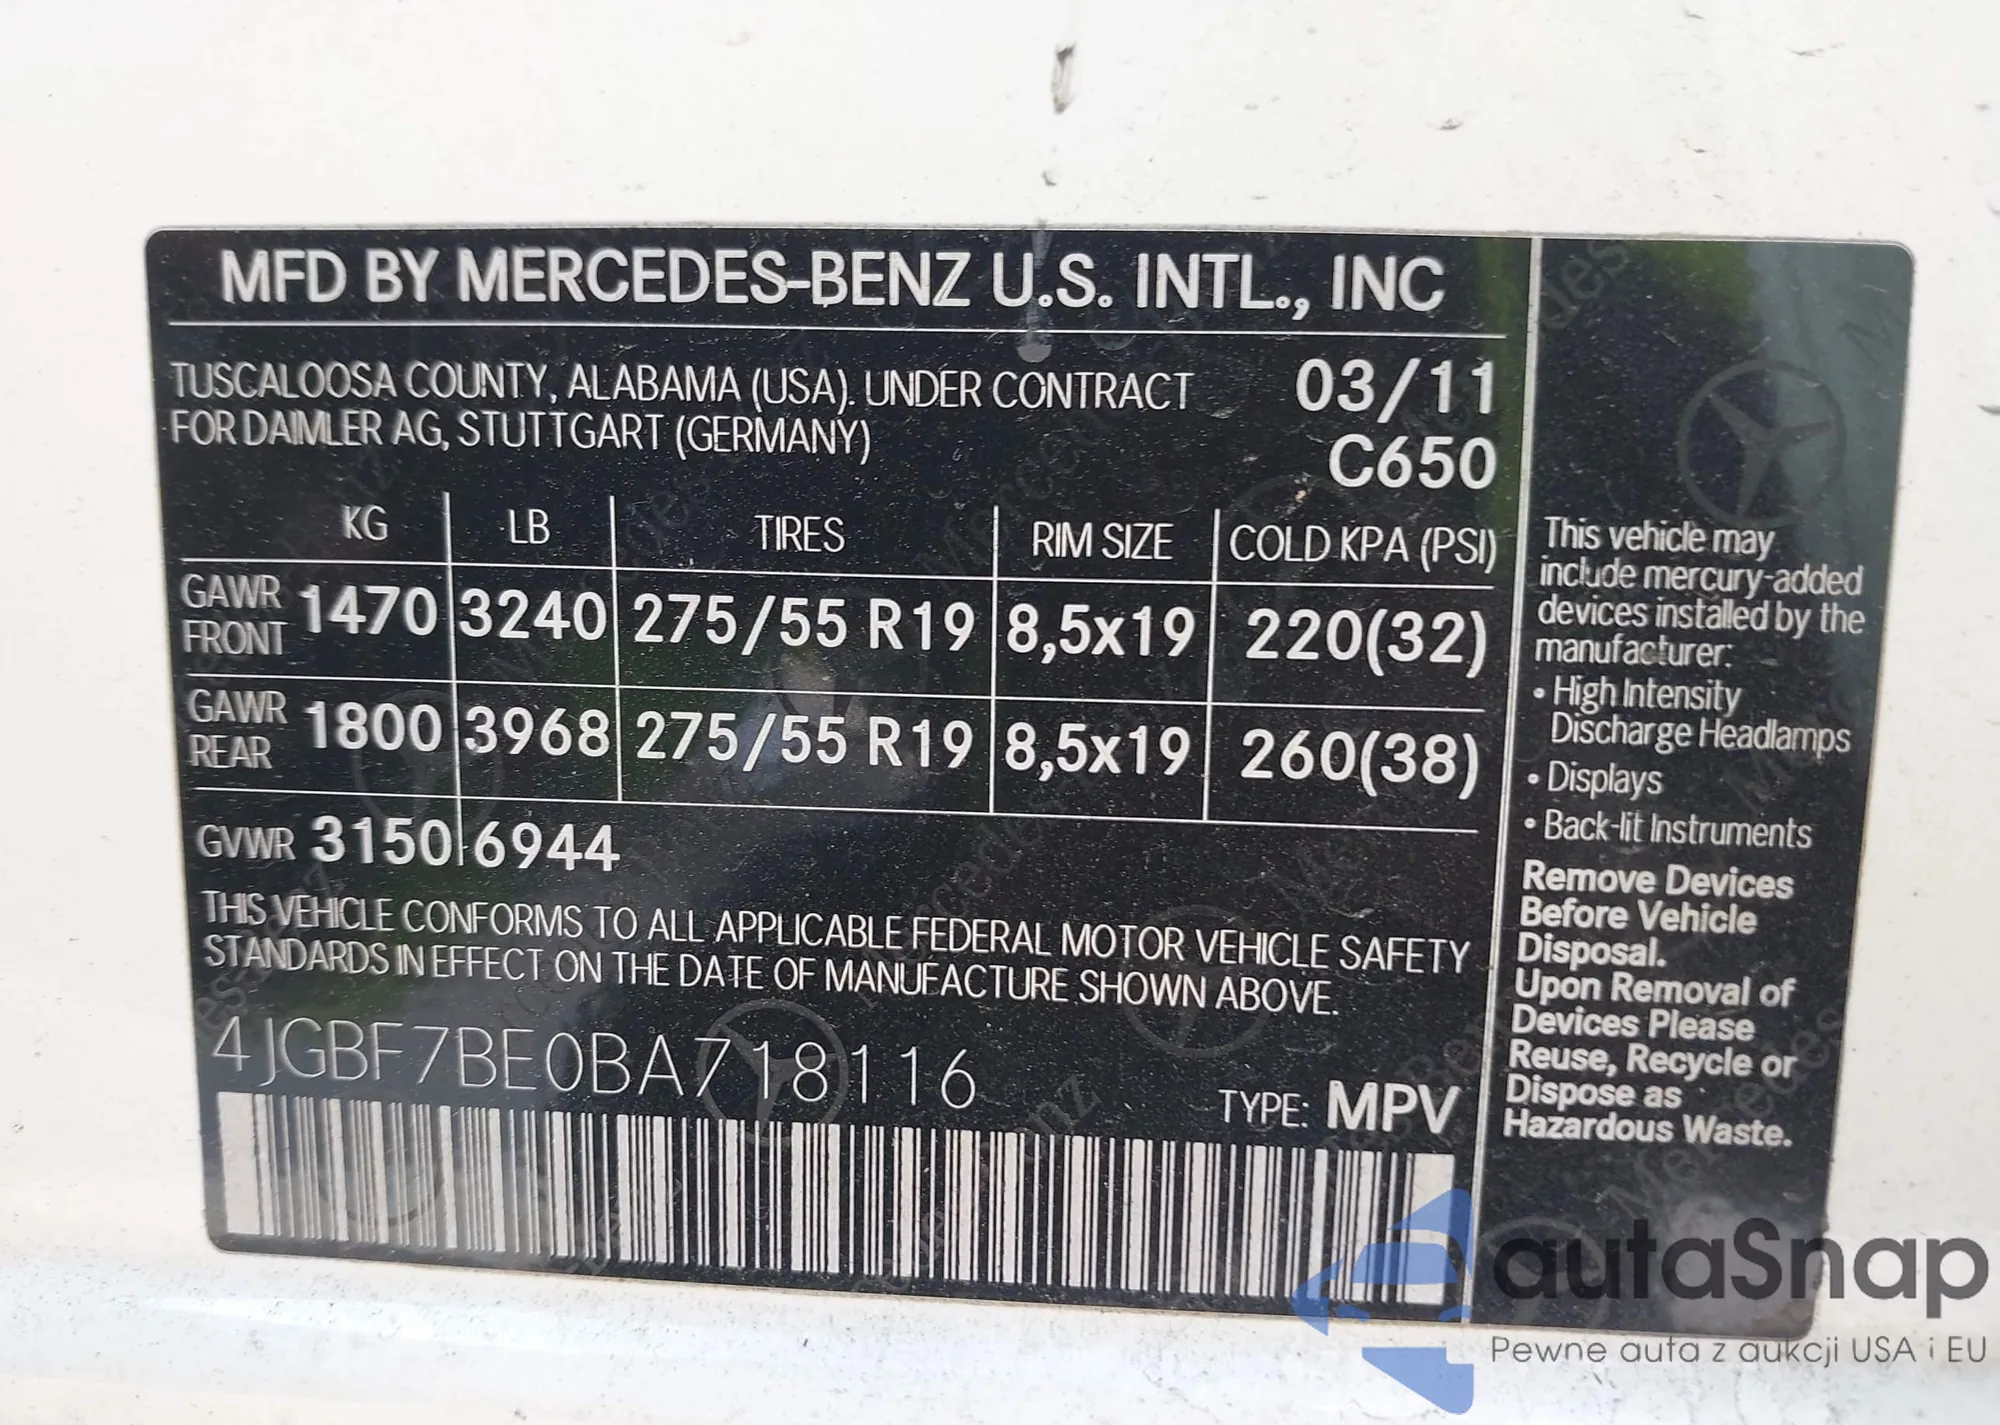 MFD BY MERCEDES-BENZ U.S. INTL., INC
TUSCALOOSA COUNTY, ALABAMA (USA). UNDER CONTRACT
FOR DAIMLER AG, STUTTGART (GERMANY)
03/11
C650
KG LB TIRES RIM SIZE COLD KPA (PSI)
GAWR FRONT 1470 3240 275/55 R19 8,5x19 220(32)
GAWR REAR 1800 3968 275/55 R19 8,5x19 260(38)
GVWR 3150 6944
THIS VEHICLE CONFORMS TO ALL APPLICABLE FEDERAL MOTOR VEHICLE SAFETY
STANDARDS IN EFFECT ON THE DATE OF MANUFACTURE SHOWN ABOVE.
4JGBF7BE0BA718116
TYPE: MPV
This vehicle may
include mercury-added
devices installed by the
manufacturer:
• High Intensity
Discharge Headlamps
• Displays
• Back-lit Instruments
Remove Devices
Before Vehicle
Disposal.
Upon Removal of
Devices Please
Reuse, Recycle or
Dispose as
Hazardous Waste.
autaSnap
Pewne auta z aukcji USA i EU